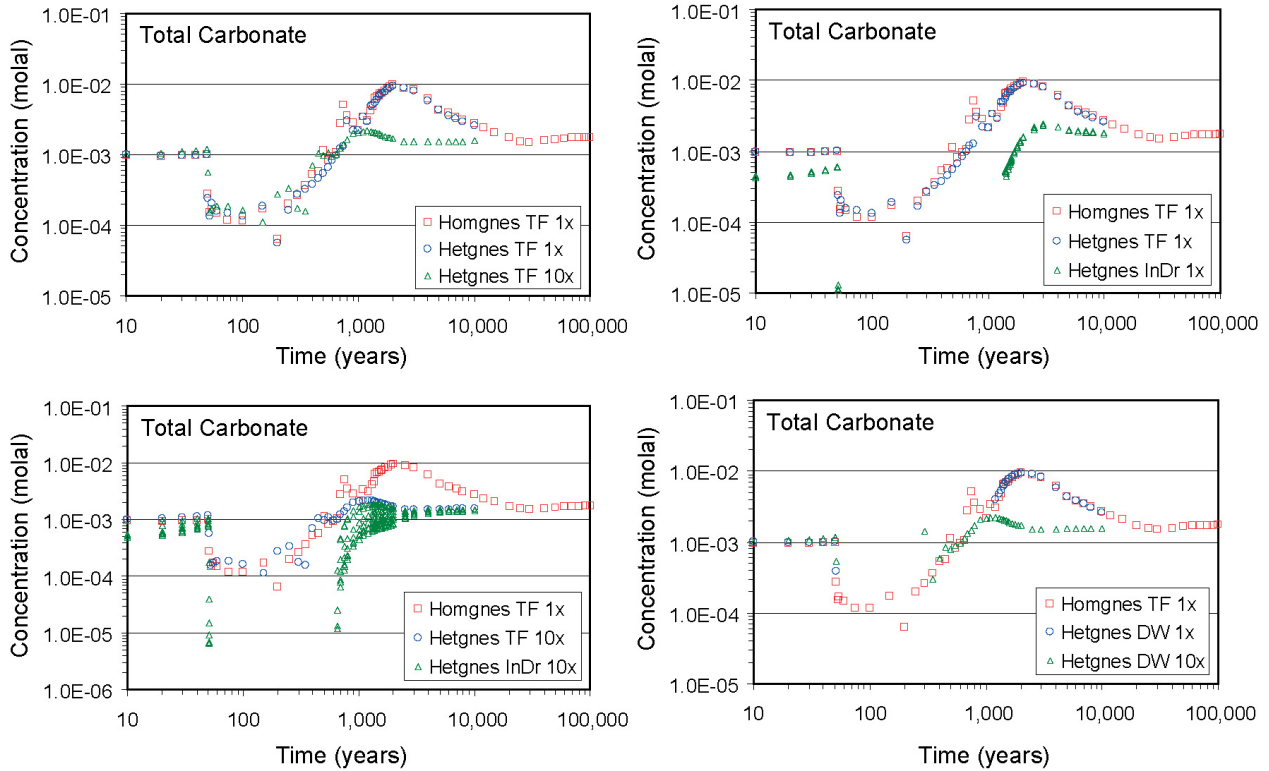 Total Carbonate
Concentration (molal)
1.0E-01
1.0E-02
1.0E-03
1.0E-04
1.0E-05
Homgnes TF 1x
Hetgnes TF 1x
Hetgnes TF 10x
10 100 1,000 10,000 100,000
Time (years)
Total Carbonate
Concentration (molal)
1.0E-01
1.0E-02
1.0E-03
1.0E-04
1.0E-05
Homgnes TF 1x
Hetgnes TF 1x
Hetgnes InDr 1x
10 100 1,000 10,000 100,000
Time (years)
Total Carbonate
Concentration (molal)
1.0E-01
1.0E-02
1.0E-03
1.0E-04
1.0E-05
1.0E-06
Homgnes TF 1x
Hetgnes TF 10x
Hetgnes InDr 10x
10 100 1,000 10,000 100,000
Time (years)
Total Carbonate
Concentration (molal)
1.0E-01
1.0E-02
1.0E-03
1.0E-04
1.0E-05
Homgnes TF 1x
Hetgnes DW 1x
Hetgnes DW 10x
10 100 1,000 10,000 100,000
Time (years)